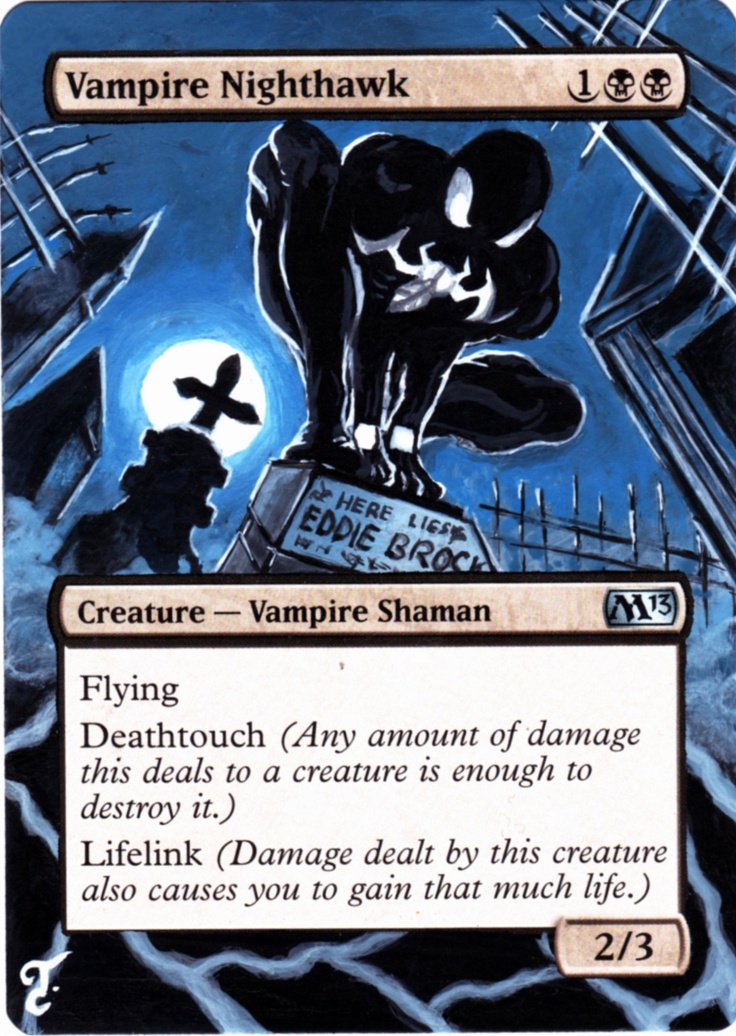 Vampire Nighthawk 1
HERE LIES
EDDIE BROCK
Creature — Vampire Shaman M13
Flying
Deathtouch (Any amount of damage
this deals to a creature is enough to
destroy it.)
Lifelink (Damage dealt by this creature
also causes you to gain that much life.)
2/3